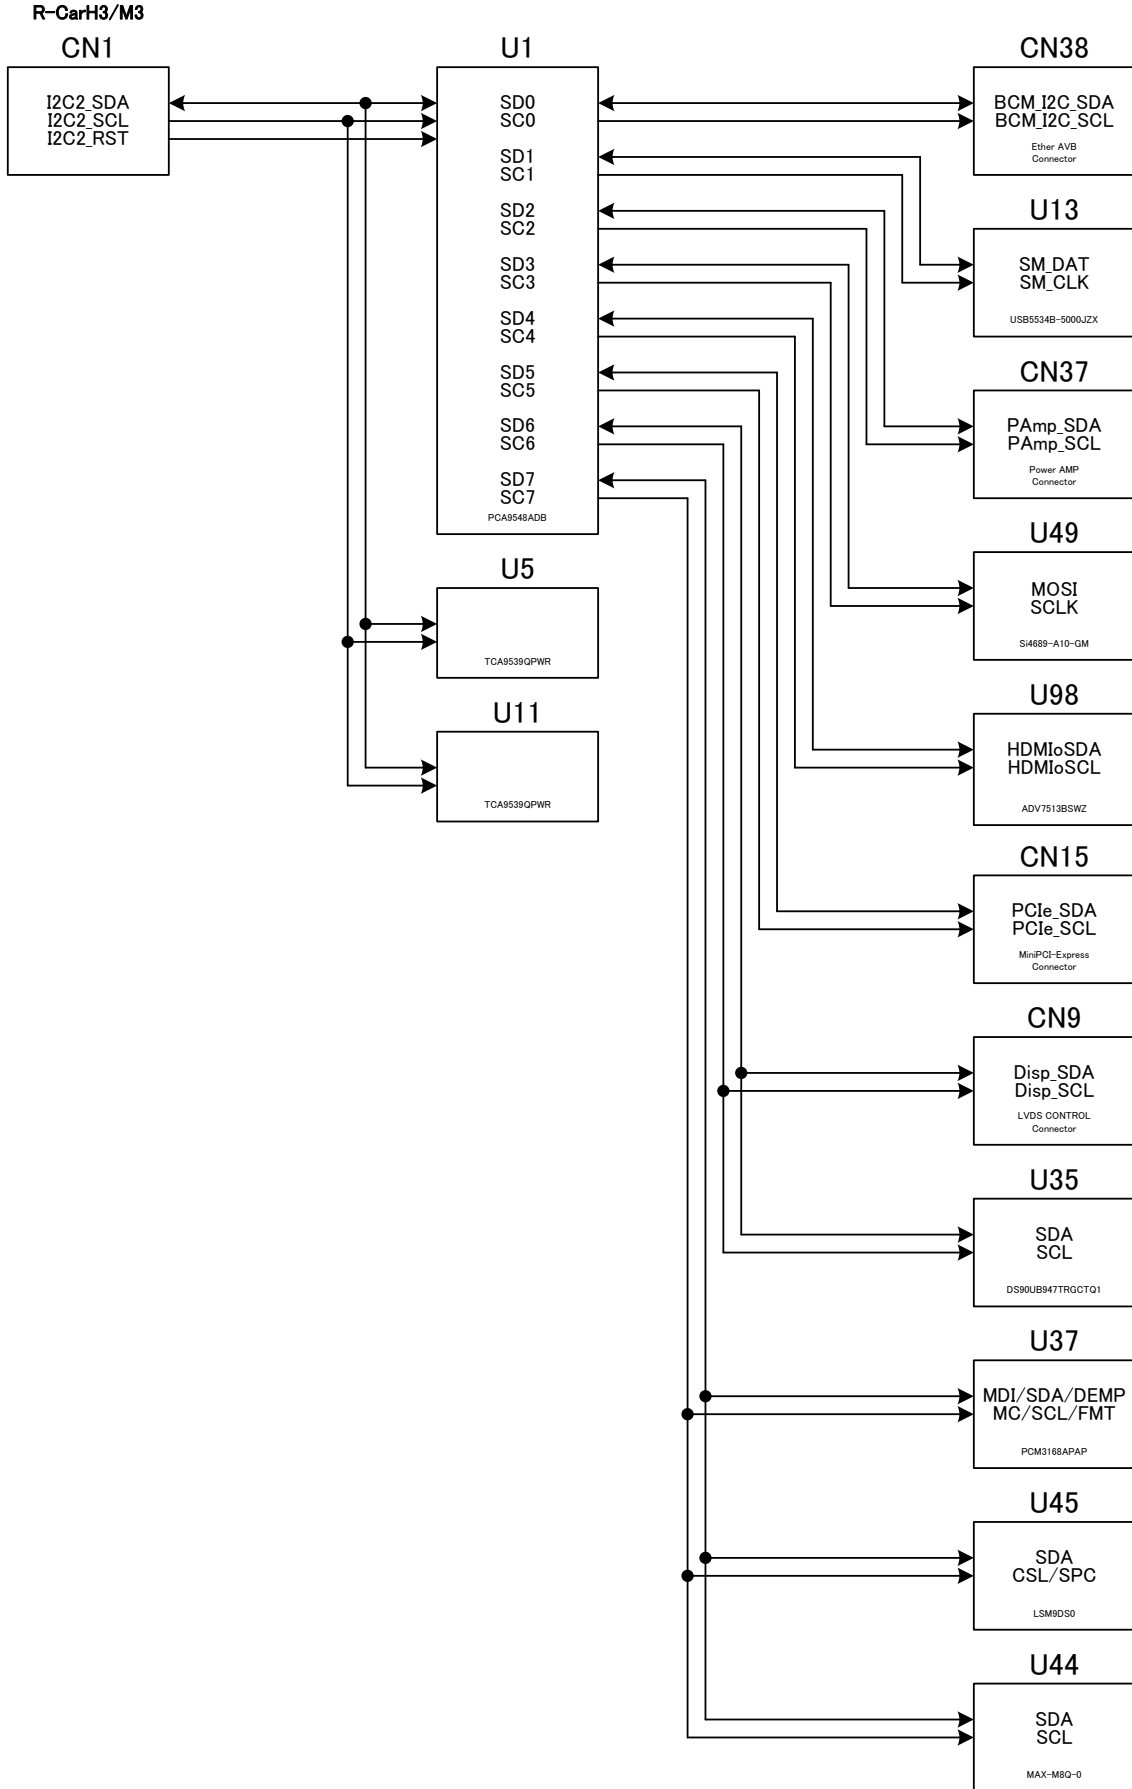 R-CarH3/M3
CN1
I2C2_SDA
I2C2_SCL
I2C2_RST
U1
SD0
SC0
SD1
SC1
SD2
SC2
SD3
SC3
SD4
SC4
SD5
SC5
SD6
SC6
SD7
SC7
PCA9548ADB
U5
TCA9539QPWR
U11
TCA9539QPWR
CN38
BCM_I2C_SDA
BCM_I2C_SCL
Ether AVB
Connector
U13
SM_DAT
SM_CLK
USB5534B-5000JZX
CN37
PAmp_SDA
PAmp_SCL
Power AMP
Connector
U49
MOSI
SCLK
Si4689-A10-GM
U98
HDMIoSDA
HDMIoSCL
ADV7513BSWZ
CN15
PCIe_SDA
PCIe_SCL
MiniPCI-Express
Connector
CN9
Disp_SDA
Disp_SCL
LVDS CONTROL
Connector
U35
SDA
SCL
DS90UB947TRGCTQ1
U37
MDI/SDA/DEMP
MC/SCL/FMT
PCM3168APAP
U45
SDA
CSL/SPC
LSM9DS0
U44
SDA
SCL
MAX-M8Q-0